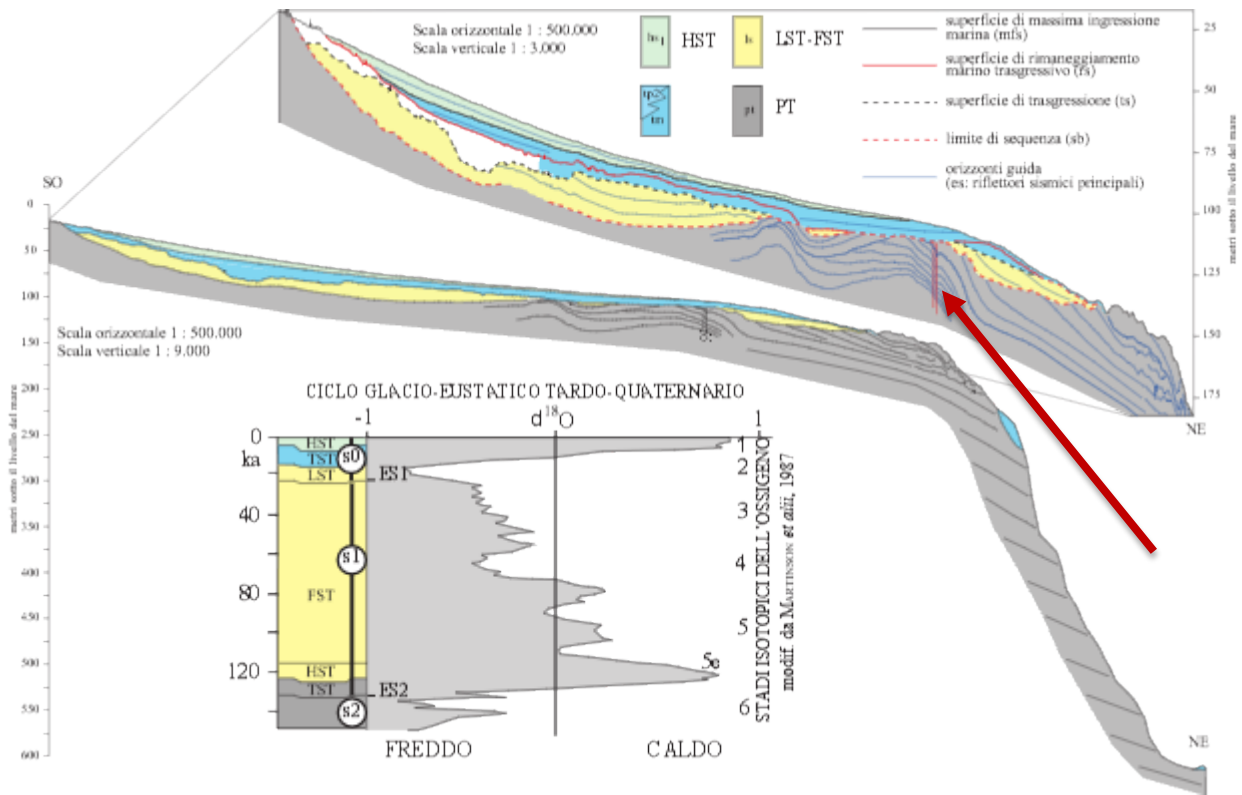 Scala orizzontale 1 : 500.000
Scala verticale 1 : 3.000
hs1
HST
ls
LST-FST
tp2
tm
pt
PT
superficie di massima ingressione
marina (mfs)
superficie di rimaneggiamento
marino trasgressivo (rs)
superficie di trasgressione (ts)
limite di sequenza (sb)
orizzonti guida
(es: riflettori sismici principali)
25
50
75
100
125
150
175
metri sotto il livello del mare
NE
SO
0
50
100
150
200
250
300
350
400
450
500
550
600
metri sotto il livello del mare
Scala orizzontale 1 : 500.000
Scala verticale 1 : 9.000
NE
CICLO GLACIO-EUSTATICO TARDO-QUATERNARIO
-1
d18O
1
0
ka
40
80
120
HST
TST
LST
FST
HST
TST
s0
s1
s2
ES1
ES2
5e
1
2
3
4
5
6
STADI ISOTOPICI DELL'OSSIGENO
modif. da MARTINSON et alii, 1987
FREDDO
CALDO